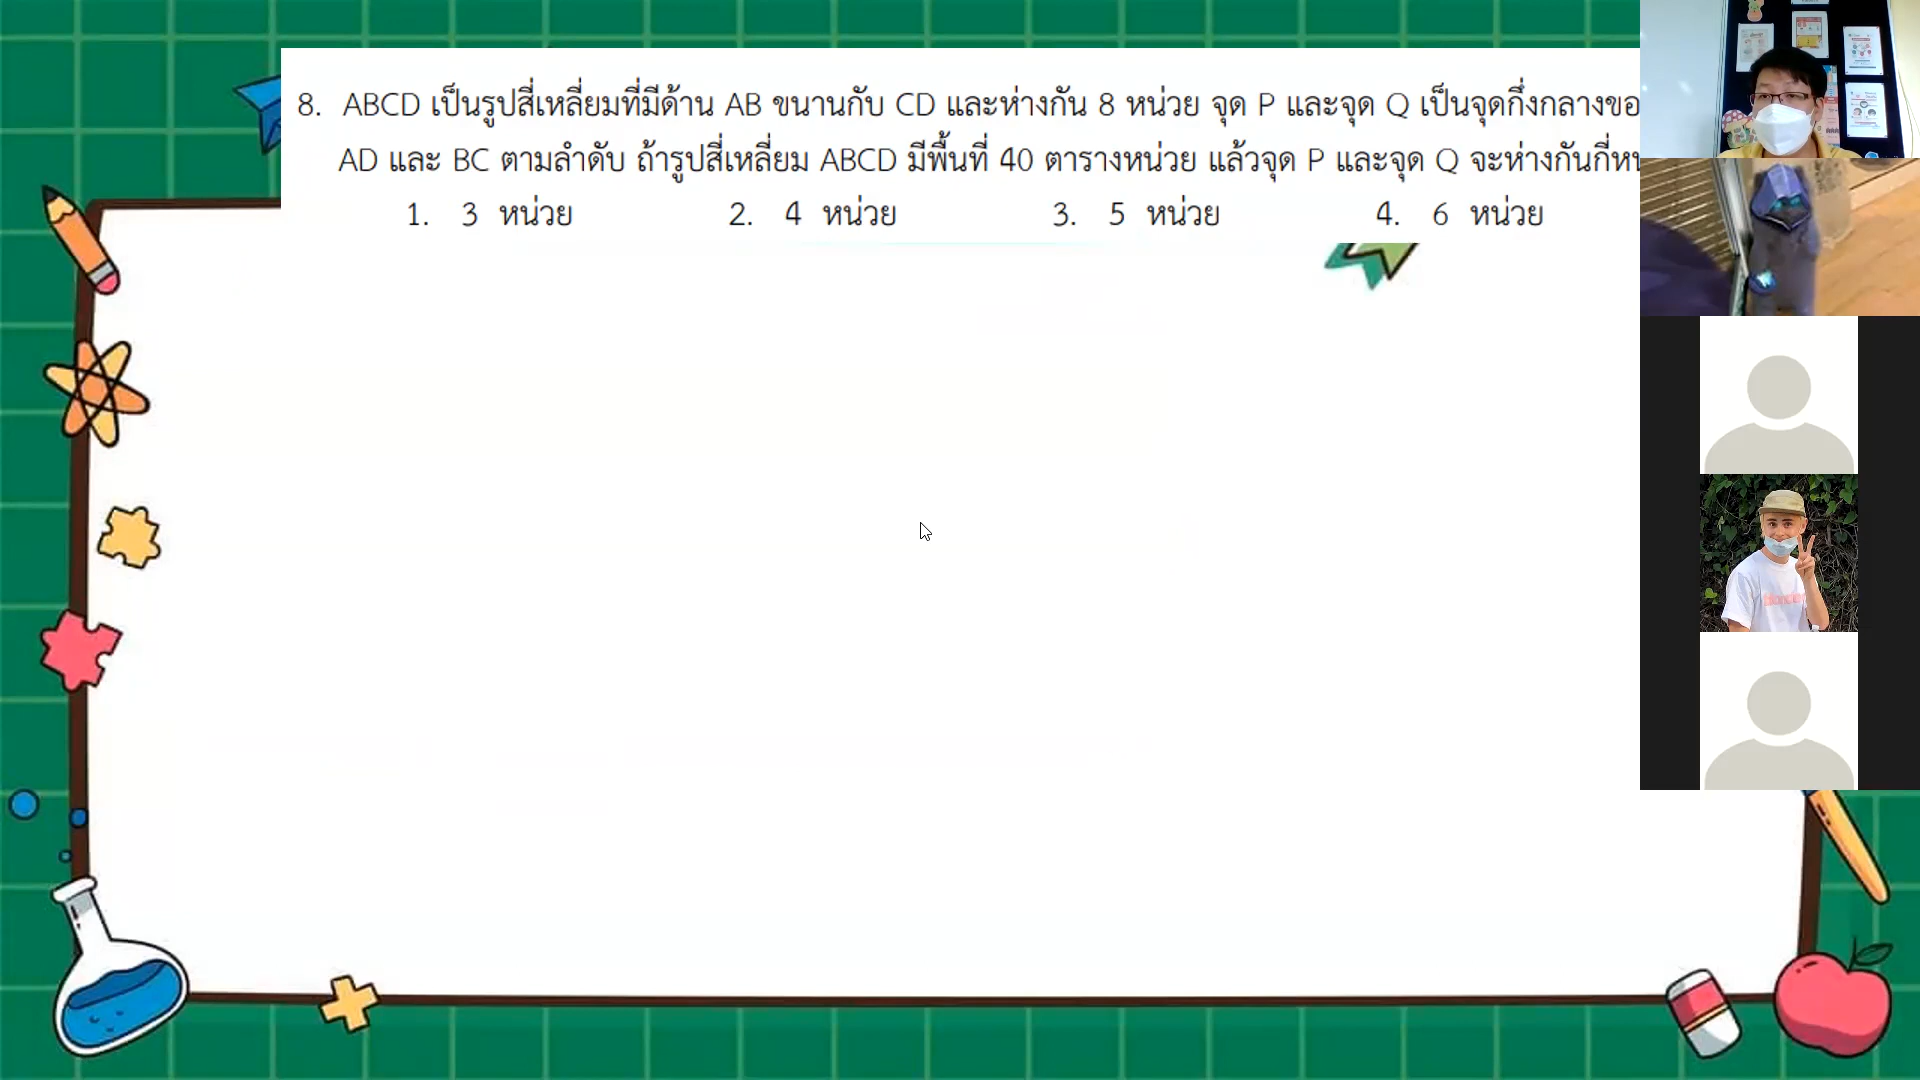 8. ABCD เป็นรูปสี่เหลี่ยมที่มีด้าน AB ขนานกับ CD และห่างกัน 8 หน่วย จุด P และจุด Q เป็นจุดกึ่งกลางขอ
AD และ BC ตามลำดับ ถ้ารูปสี่เหลี่ยม ABCD มีพื้นที่ 40 ตารางหน่วย แล้วจุด P และจุด Q จะห่างกันกี่ห
1. 3 หน่วย 2. 4 หน่วย 3. 5 หน่วย 4. 6 หน่วย